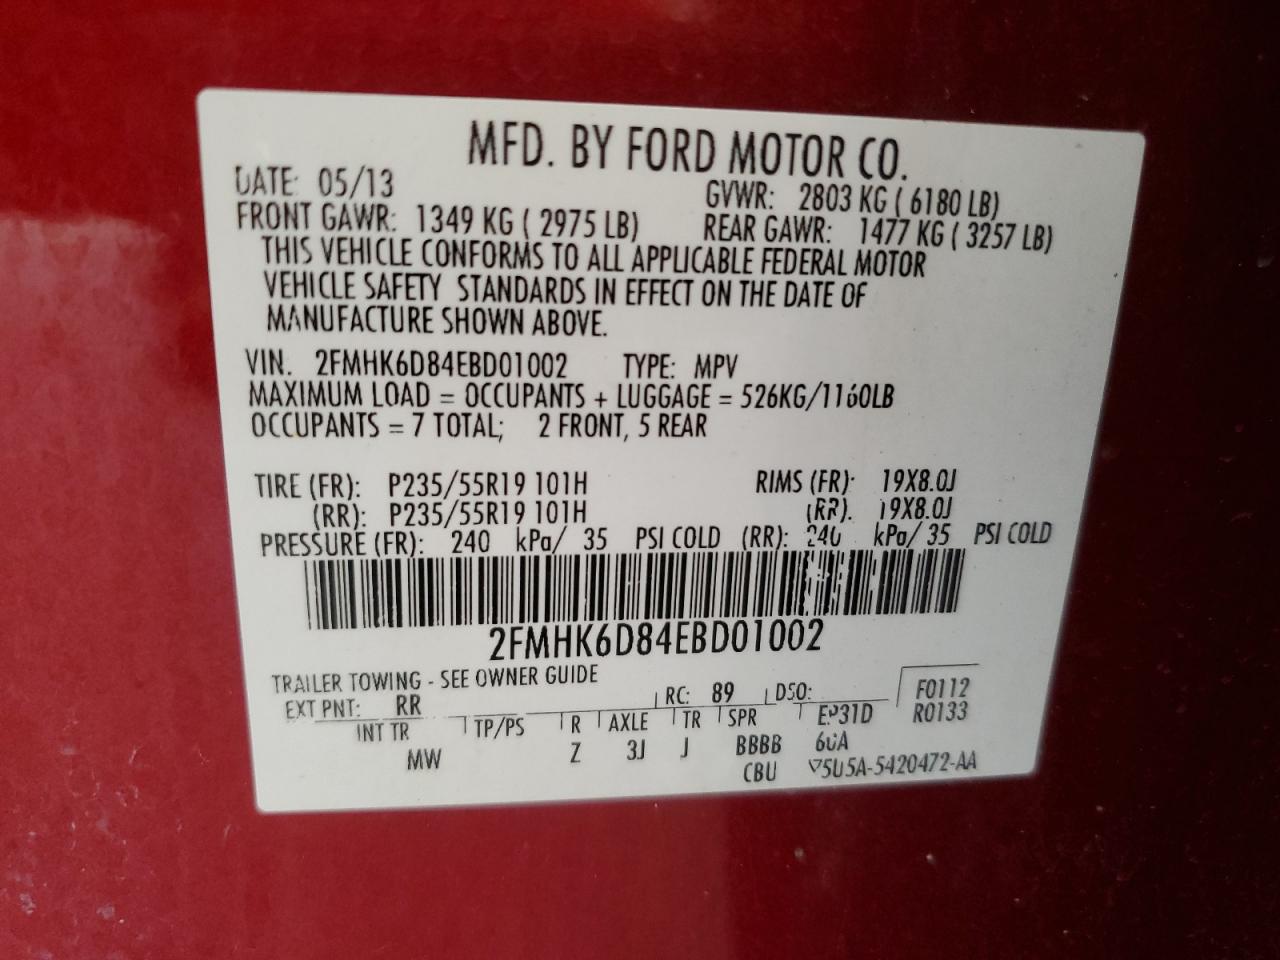 MFD. BY FORD MOTOR CO.
DATE: 05/13 GVWR: 2803 KG ( 6180 LB)
FRONT GAWR: 1349 KG ( 2975 LB) REAR GAWR: 1477 KG ( 3257 LB)
THIS VEHICLE CONFORMS TO ALL APPLICABLE FEDERAL MOTOR
VEHICLE SAFETY STANDARDS IN EFFECT ON THE DATE OF
MANUFACTURE SHOWN ABOVE.
VIN: 2FMHK6D84EBD01002 TYPE: MPV
MAXIMUM LOAD = OCCUPANTS + LUGGAGE = 526KG/1160LB
OCCUPANTS = 7 TOTAL; 2 FRONT, 5 REAR
TIRE (FR): P235/55R19 101H RIMS (FR): 19X8.0J
(RR): P235/55R19 101H (RR): 19X8.0J
PRESSURE (FR): 240 kPa/ 35 PSI COLD (RR): 240 kPa/ 35 PSI COLD
2FMHK6D84EBD01002
TRAILER TOWING - SEE OWNER GUIDE
EXT PNT: RR RC: 89 DSO: F0112
INT TR TP/PS R AXLE TR SPR EP31D R0133
MW Z 3J J BBBB 60A
CBU 5U5A-5420472-AA